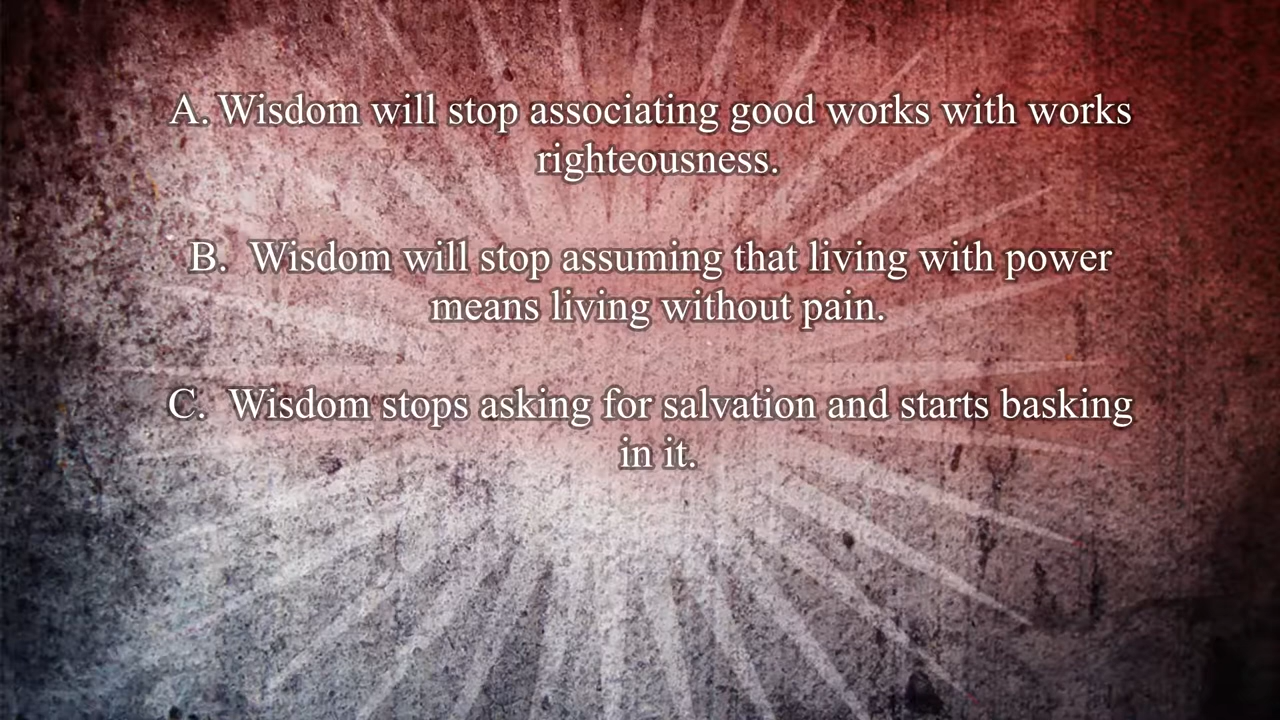 A. Wisdom will stop associating good works with works
righteousness.
B.  Wisdom will stop assuming that living with power
means living without pain.
C.  Wisdom stops asking for salvation and starts basking
in it.